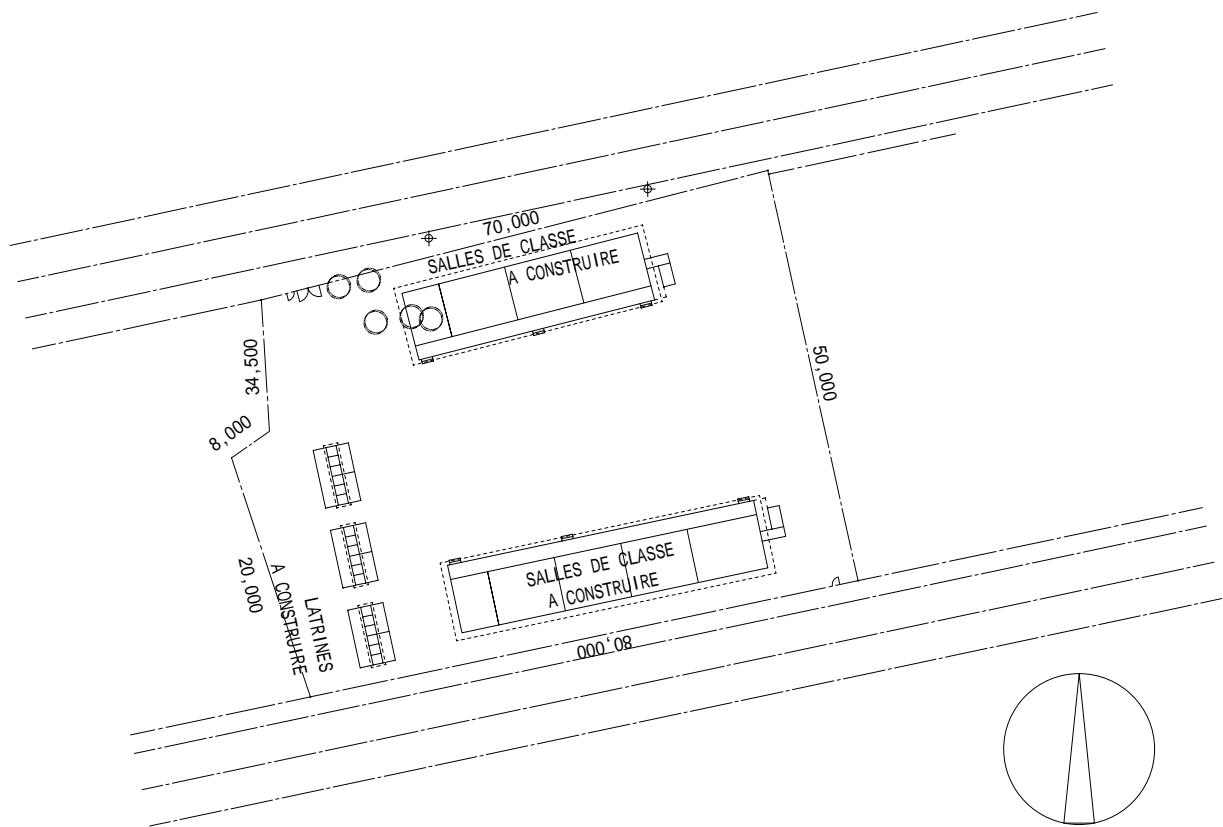 70,000
SALLES DE CLASSE
A CONSTRUIRE
34,500
50,000
8,000
20,000
A CONSTRUIRE
LATRINES
SALLES DE CLASSE
A CONSTRUIRE
80,000